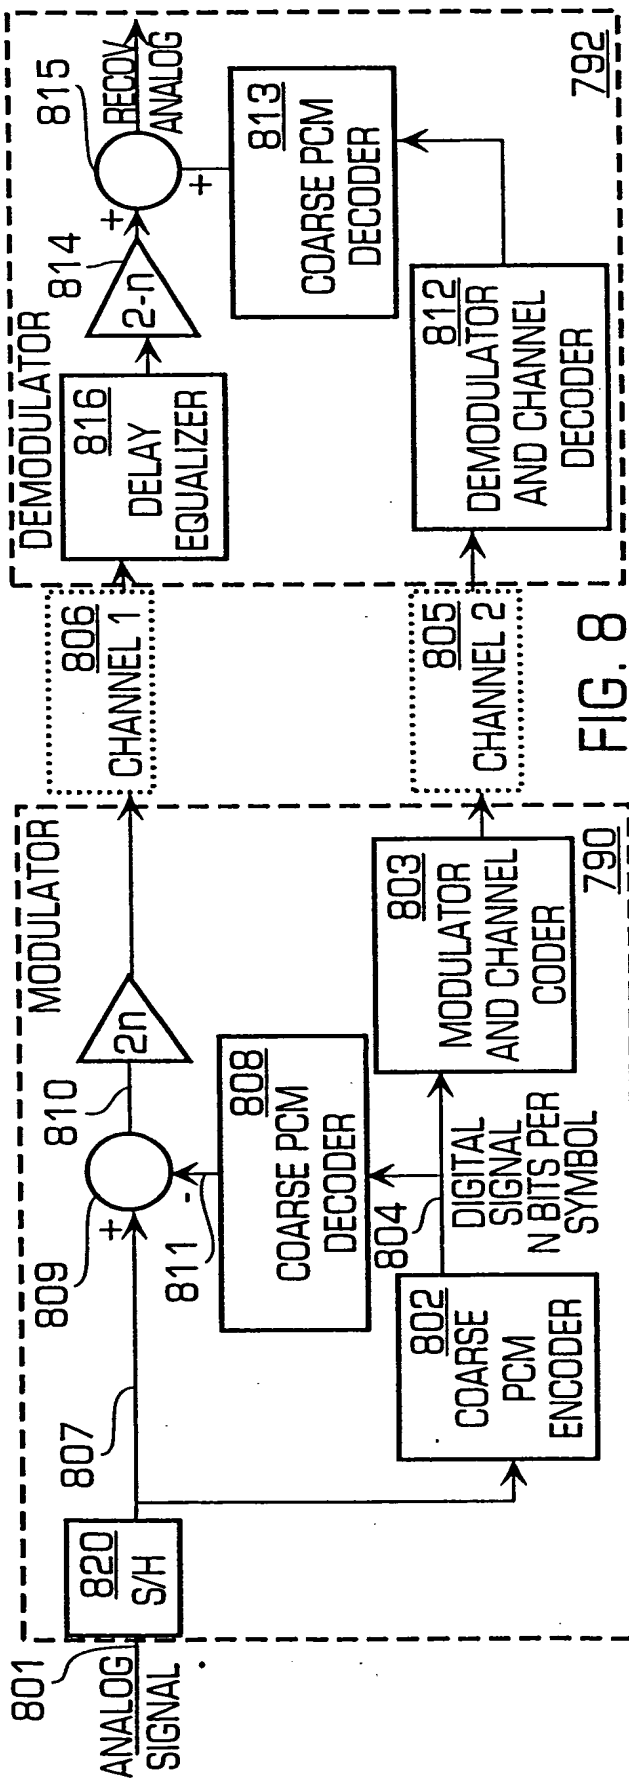 801
ANALOG
SIGNAL
820
S/H
807
809
+
-
810
2n
811
808
COARSE PCM
DECODER
802
COARSE
PCM
ENCODER
804
DIGITAL
SIGNAL
N BITS PER
SYMBOL
803
MODULATOR
AND CHANNEL
CODER
MODULATOR
790
806
CHANNEL 1
805
CHANNEL 2
DEMODULATOR
816
DELAY
EQUALIZER
814
2-n
+
815
+
RECOV
ANALOG
813
COARSE PCM
DECODER
812
DEMODULATOR
AND CHANNEL
DECODER
792
FIG. 8